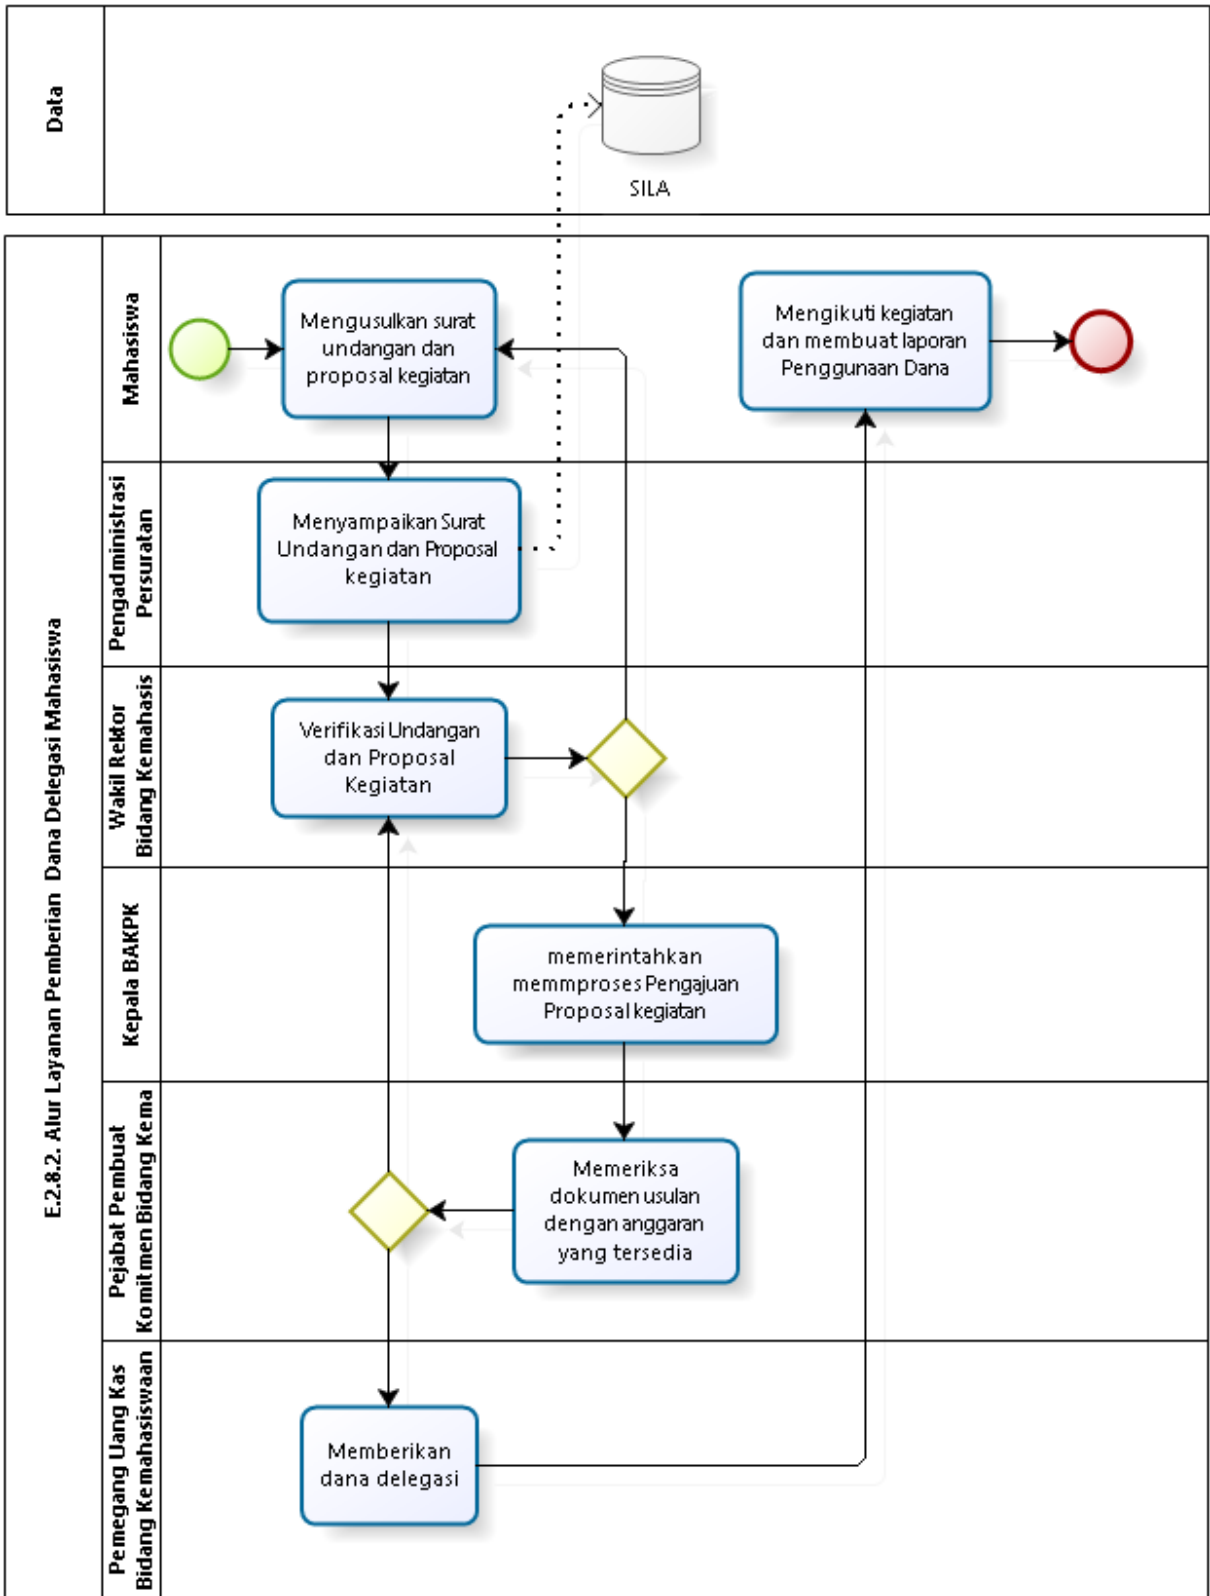 Data
SILA
E.2.8.2. Alur Layanan Pemberian Dana Delegasi Mahasiswa
Mahasiswa
Mengusulkan surat
undangan dan
proposal kegiatan
Mengikuti kegiatan
dan membuat laporan
Penggunaan Dana
Pengadministrasi
Persuratan
Menyampaikan Surat
Undangan dan Proposal
kegiatan
Wakil Rektor
Bidang Kemahasis
Verifikasi Undangan
dan Proposal
Kegiatan
Kepala BAKPK
memerintahkan
memmproses Pengajuan
Proposal kegiatan
Pejabat Pembuat
Komitmen Bidang Kema
Memeriksa
dokumen usulan
dengan anggaran
yang tersedia
Pemegang Uang Kas
Bidang Kemahasiswaan
Memberikan
dana delegasi